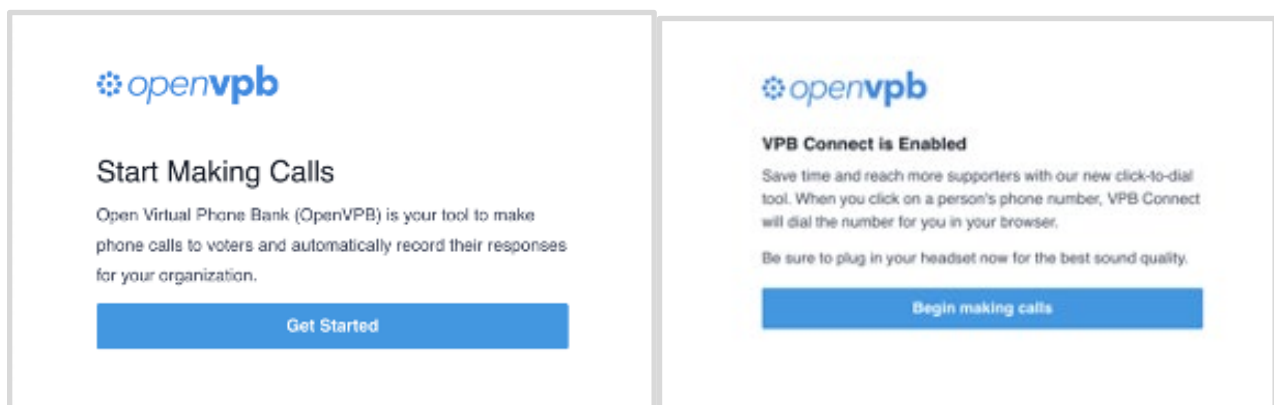 openvpb
Start Making Calls
Open Virtual Phone Bank (OpenVPB) is your tool to make
phone calls to voters and automatically record their responses
for your organization.
Get Started
openvpb
VPB Connect is Enabled
Save time and reach more supporters with our new click-to-dial
tool. When you click on a person's phone number, VPB Connect
will dial the number for you in your browser.
Be sure to plug in your headset now for the best sound quality.
Begin making calls